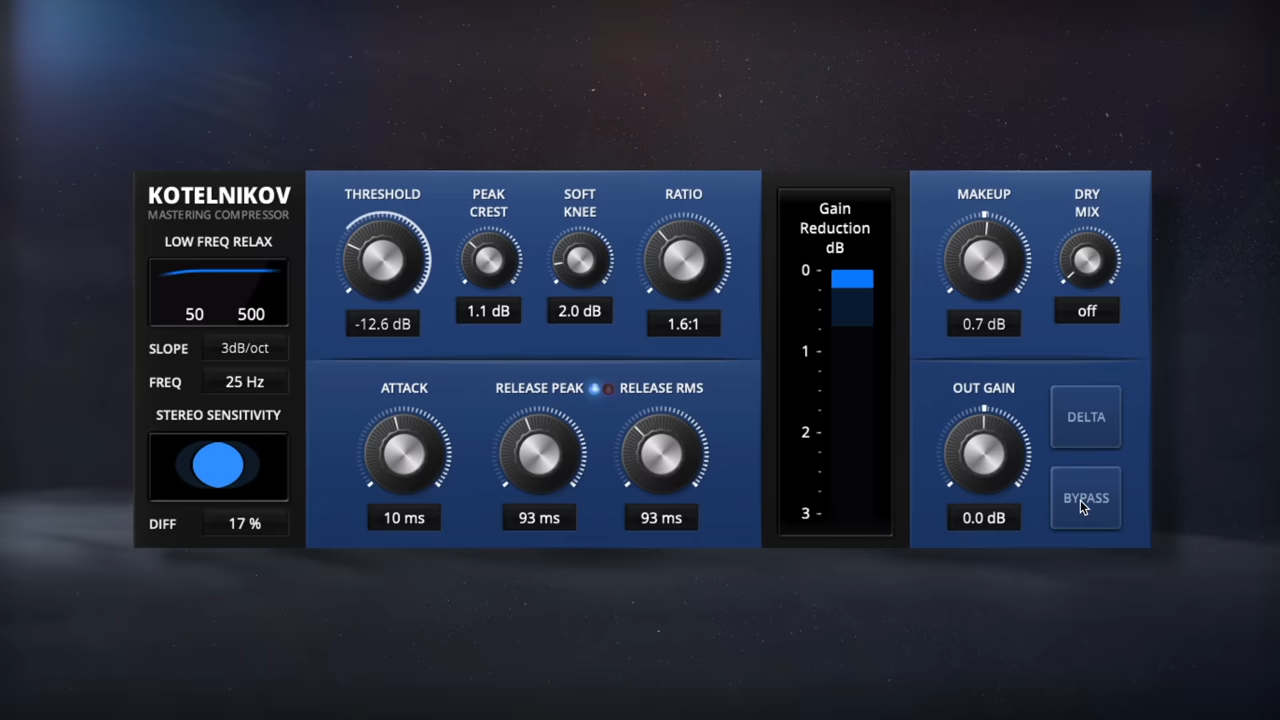 KOTELNIKOV
MASTERING COMPRESSOR
LOW FREQ RELAX
50 500
SLOPE 3dB/oct
FREQ 25 Hz
STEREO SENSITIVITY
DIFF 17 %
THRESHOLD
-12.6 dB
PEAK
CREST
1.1 dB
SOFT
KNEE
2.0 dB
RATIO
1.6:1
ATTACK
10 ms
RELEASE PEAK
93 ms
RELEASE RMS
93 ms
Gain
Reduction
dB
0 -
1 -
2 -
3 -
MAKEUP
0.7 dB
DRY
MIX
off
OUT GAIN
0.0 dB
DELTA
BYPASS